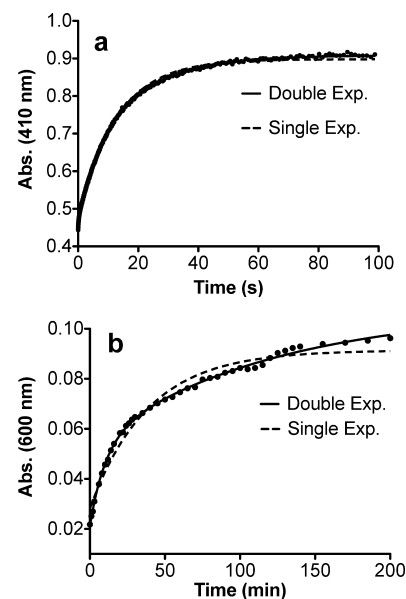 a
1.0
0.9
0.8
0.7
0.6
0.5
0.4
Abs. (410 nm)
Double Exp.
Single Exp.
0 20 40 60 80 100
Time (s)
b
0.10
0.08
0.06
0.04
0.02
Abs. (600 nm)
Double Exp.
Single Exp.
0 50 100 150 200
Time (min)